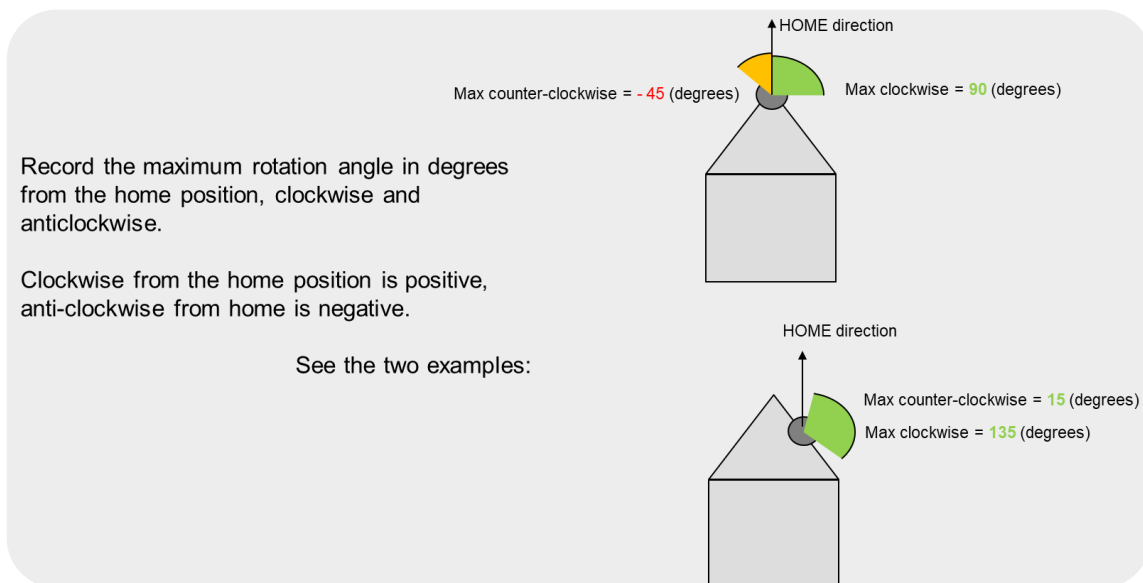 HOME direction
Max counter-clockwise = - 45 (degrees)
Max clockwise = 90 (degrees)
Record the maximum rotation angle in degrees
from the home position, clockwise and
anticlockwise.
Clockwise from the home position is positive,
anti-clockwise from home is negative.
See the two examples:
HOME direction
Max counter-clockwise = 15 (degrees)
Max clockwise = 135 (degrees)